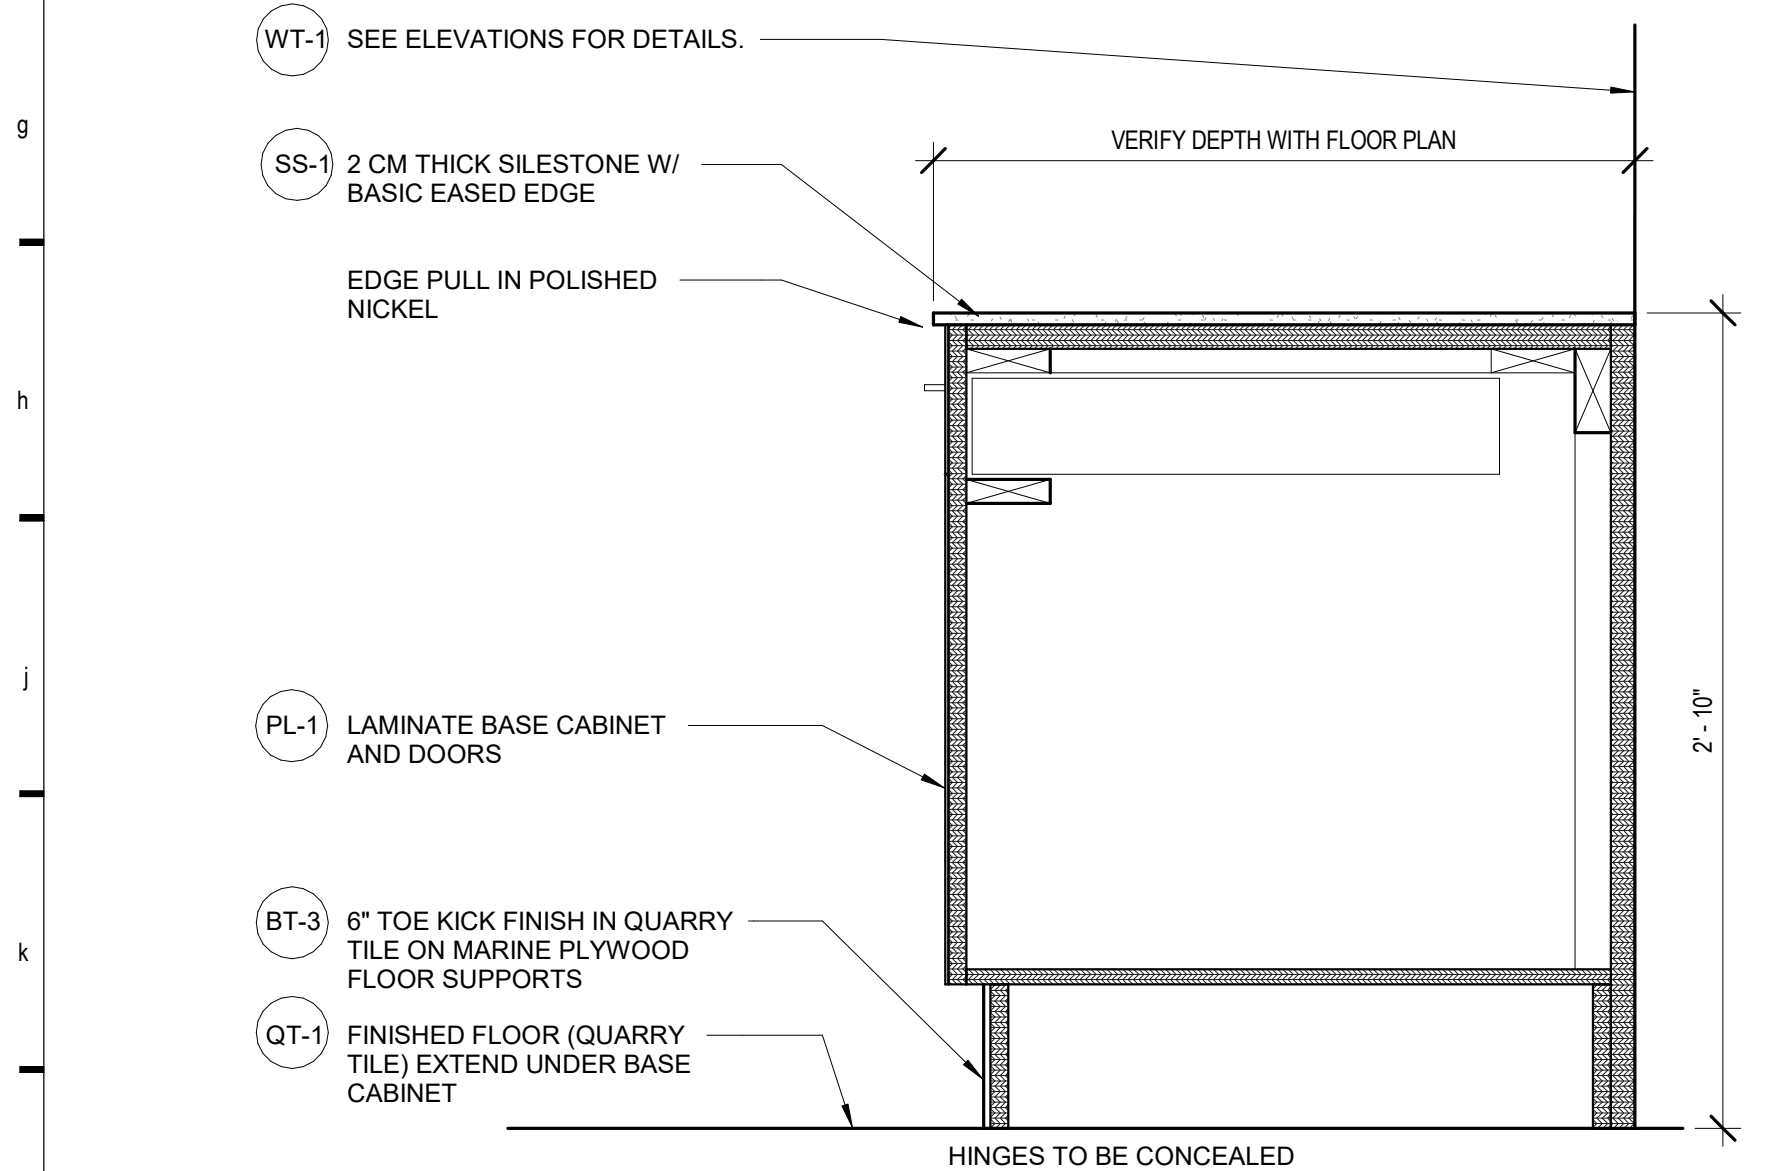 WT-1 SEE ELEVATIONS FOR DETAILS.
g
VERIFY DEPTH WITH FLOOR PLAN
SS-1 2 CM THICK SILESTONE W/
BASIC EASED EDGE
EDGE PULL IN POLISHED
NICKEL
h
j
PL-1 LAMINATE BASE CABINET
AND DOORS
2' - 10"
BT-3 6" TOE KICK FINISH IN QUARRY
TILE ON MARINE PLYWOOD
FLOOR SUPPORTS
k
QT-1 FINISHED FLOOR (QUARRY
TILE) EXTEND UNDER BASE
CABINET
HINGES TO BE CONCEALED